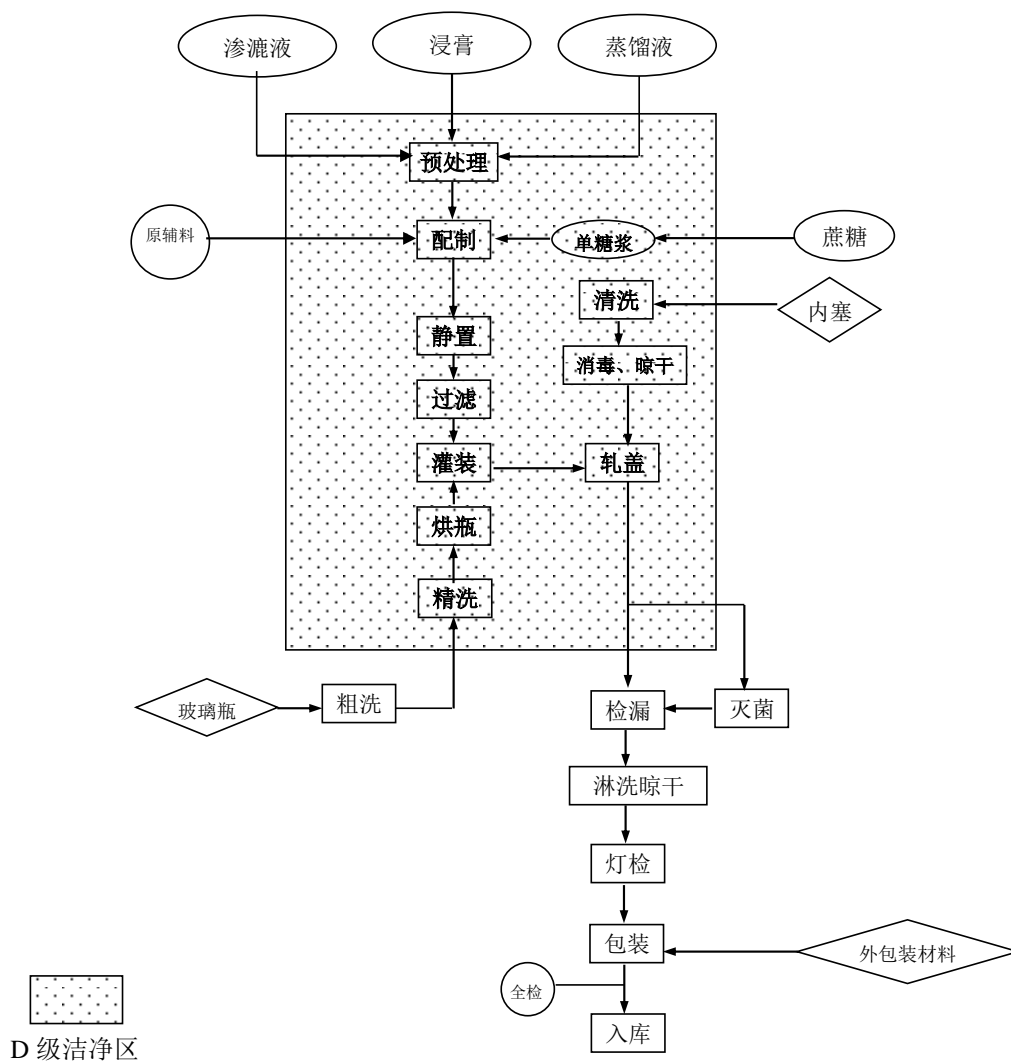 渗漉液
浸膏
蒸馏液
预处理
原辅料
配制
单糖浆
蔗糖
清洗
内塞
静置
消毒、晾干
过滤
灌装
轧盖
烘瓶
精洗
玻璃瓶
粗洗
检漏
灭菌
淋洗晾干
灯检
包装
外包装材料
全检
入库
D 级洁净区